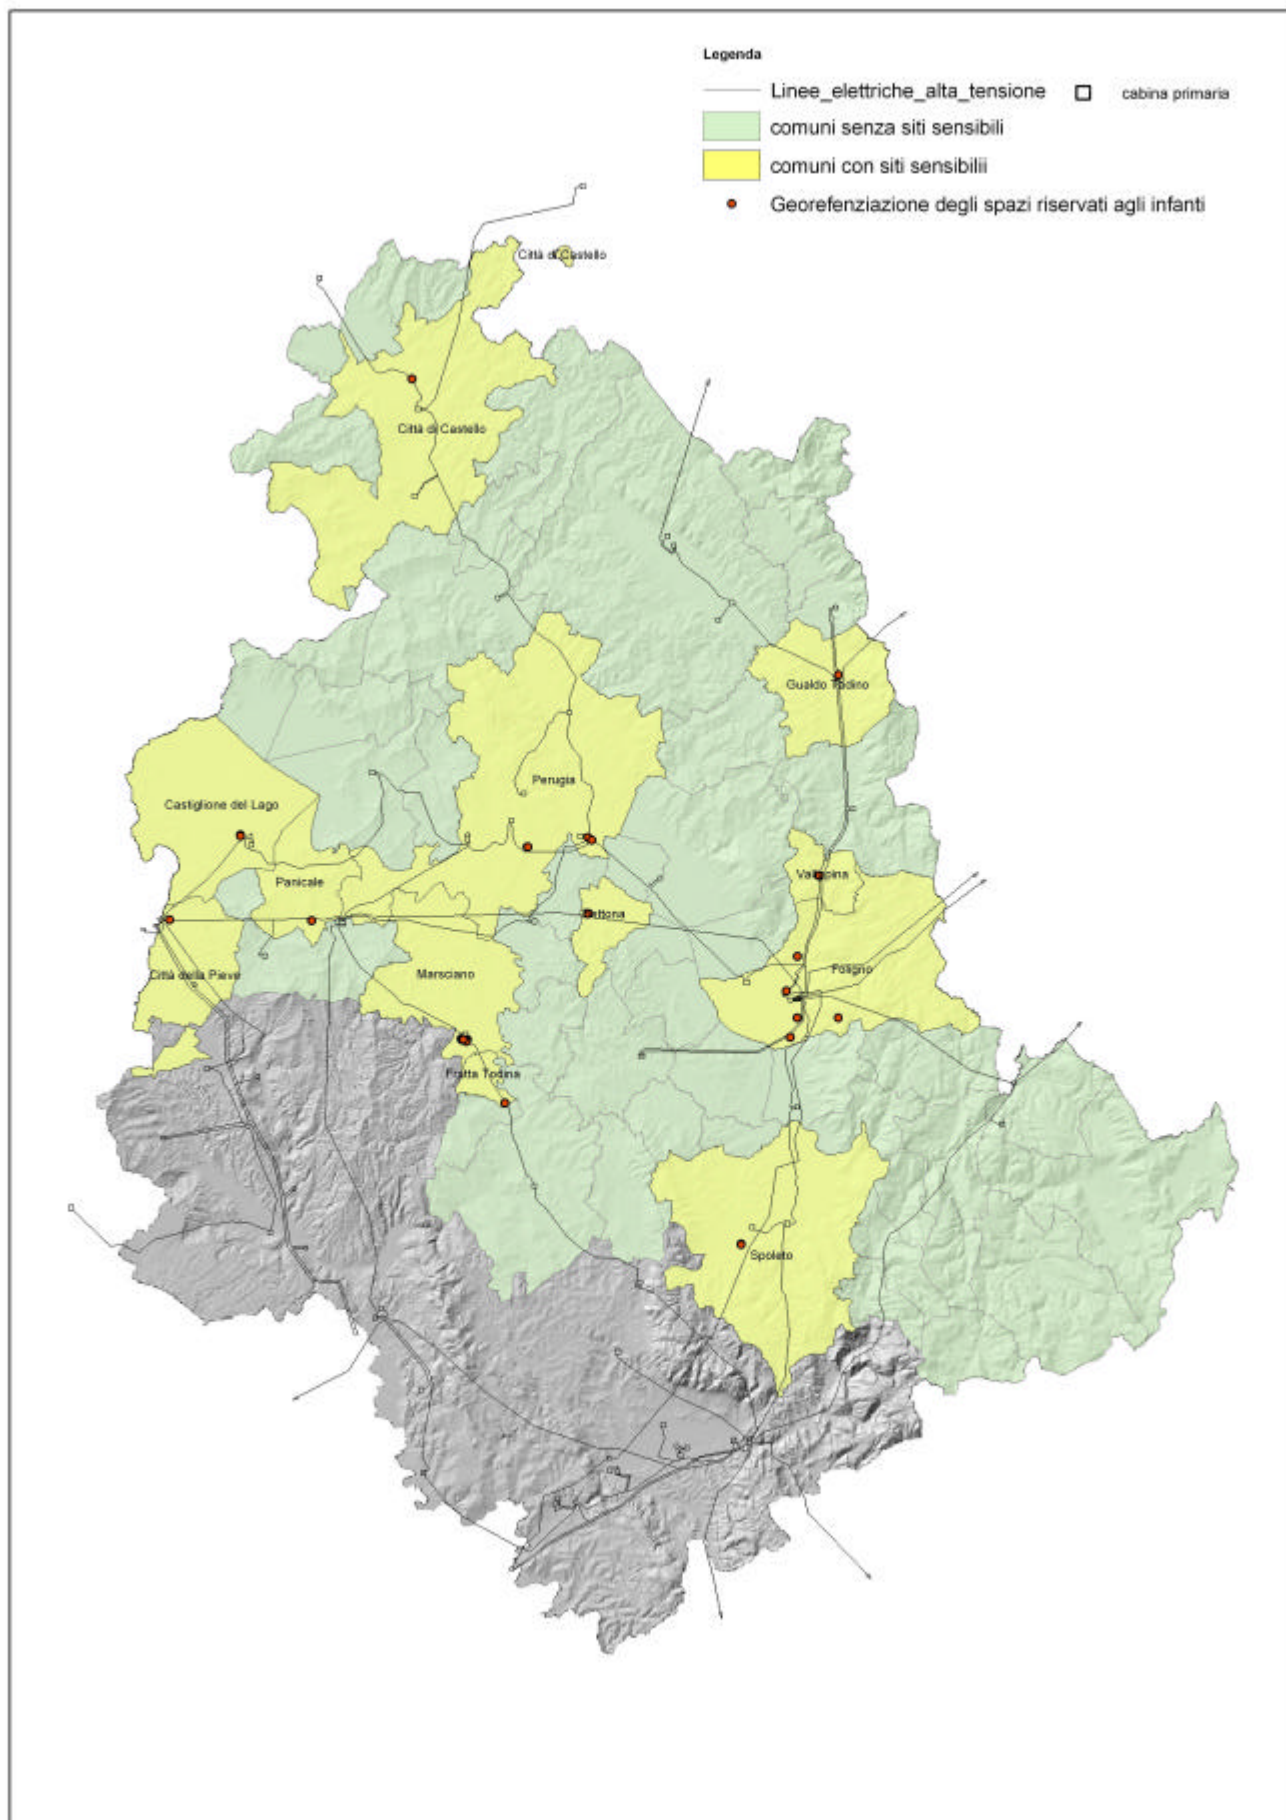 Legenda
Linee_elettriche_alta_tensione
cabina primaria
comuni senza siti sensibili
comuni con siti sensibilii
Georefenziazione degli spazi riservati agli infanti
Città di Castello
Città di Castello
Gualdo Tadino
Perugia
Castiglione del Lago
Panicale
Bettona
Foligno
Città della Pieve
Marsciano
Fratta Todina
Spoleto